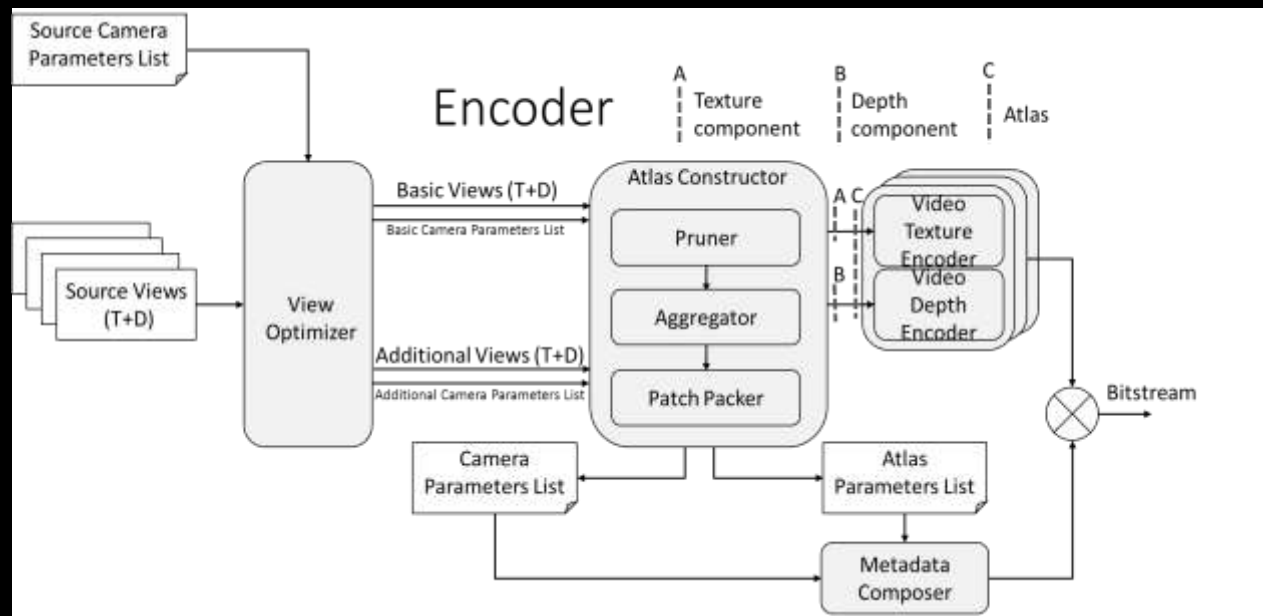 Source Camera
Parameters List
Encoder
A
Texture
component
B
Depth
component
C
Atlas
Source Views
(T+D)
View
Optimizer
Basic Views (T+D)
Basic Camera Parameters List
Additional Views (T+D)
Additional Camera Parameters List
Atlas Constructor
Pruner
Aggregator
Patch Packer
A
C
B
Video
Texture
Encoder
Video
Depth
Encoder
Bitstream
Camera
Parameters List
Atlas
Parameters List
Metadata
Composer